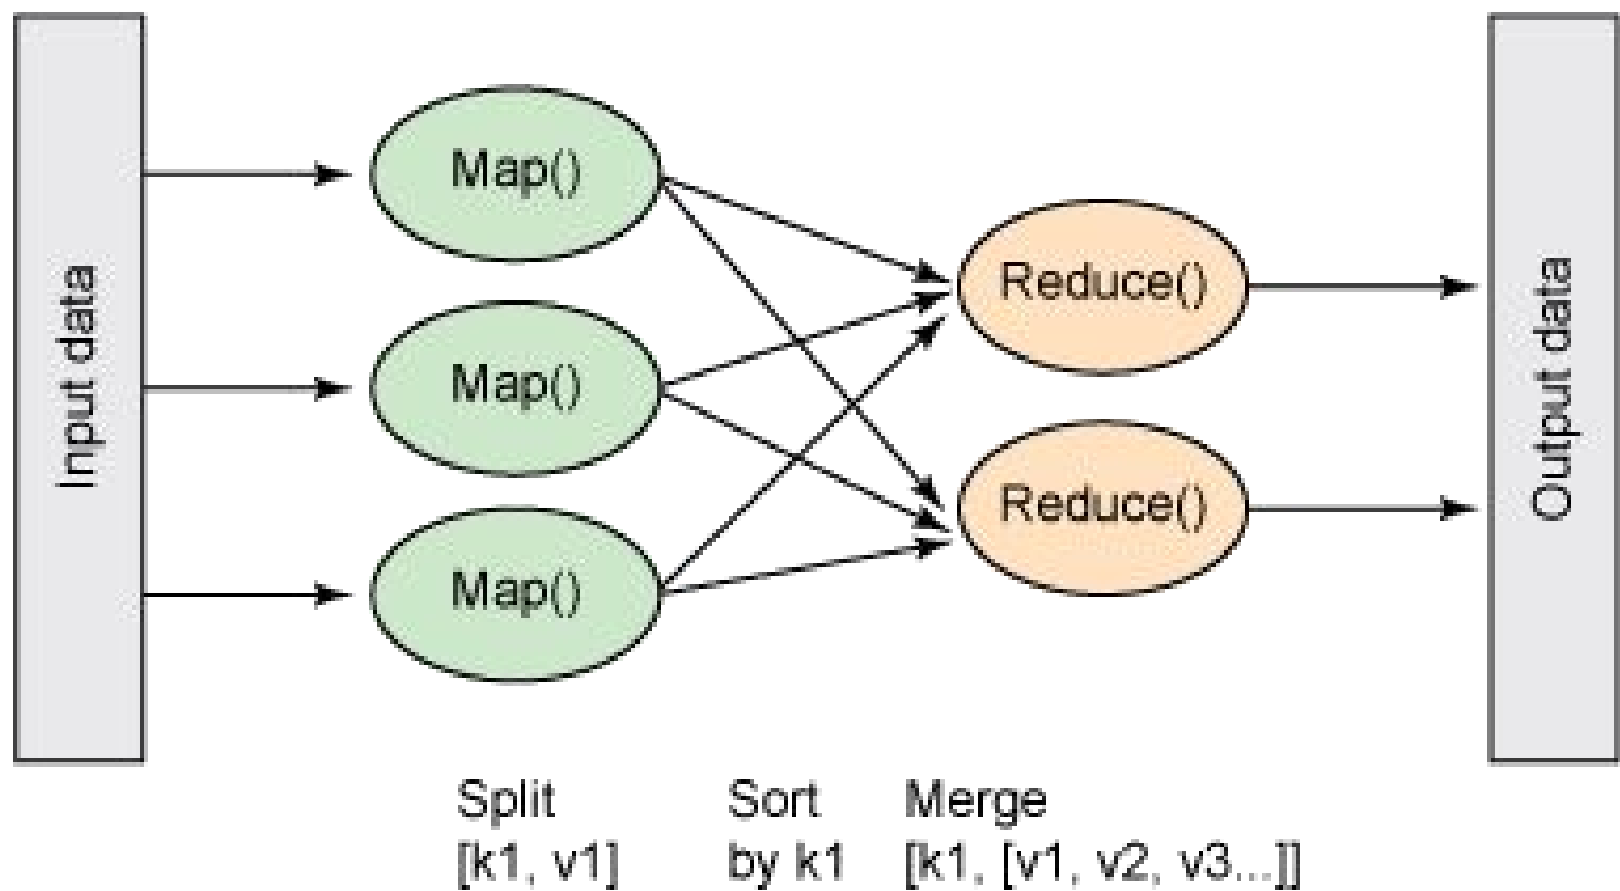 Input data
Map()
Map()
Map()
Reduce()
Reduce()
Output data
Split
[k1, v1]
Sort
by k1
Merge
[k1, [v1, v2, v3...]]